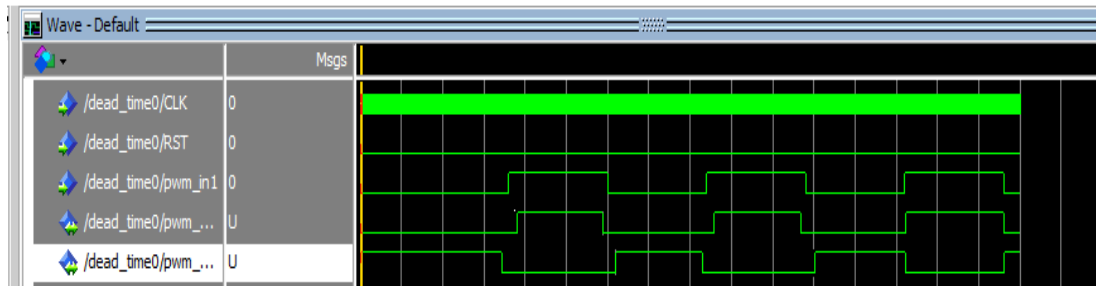 Wave - Default
Msgs
/dead_time0/CLK 0
/dead_time0/RST 0
/dead_time0/pwm_in1 0
/dead_time0/pwm_... U
/dead_time0/pwm_... U